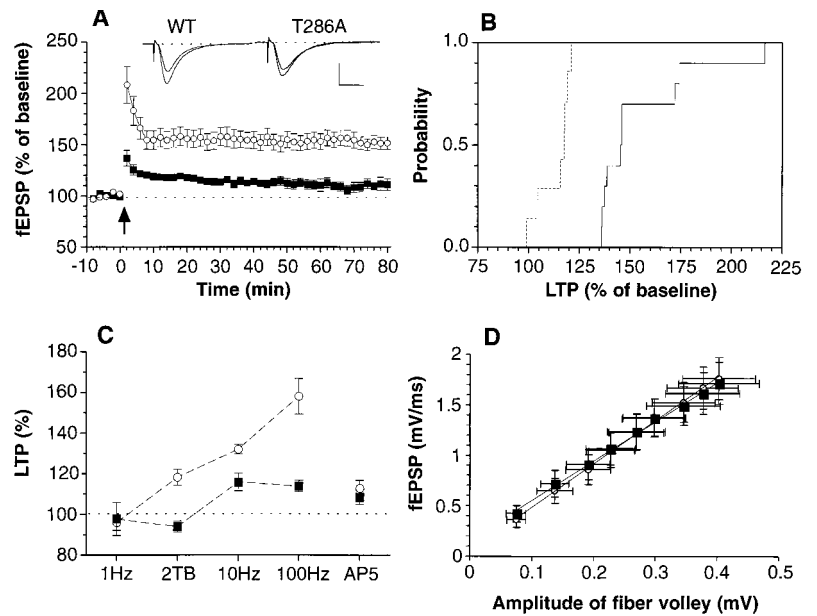 A
WT
T286A
250
200
150
100
50
fEPSP (% of baseline)
-10 0 10 20 30 40 50 60 70 80
Time (min)
B
1.0
0.5
0.0
Probability
75 100 125 150 175 200 225
LTP (% of baseline)
C
180
160
140
120
100
80
LTP (%)
1Hz 2TB 10Hz 100Hz AP5
D
2
1.5
1
0.5
0
fEPSP (mV/ms)
0 0.1 0.2 0.3 0.4 0.5
Amplitude of fiber volley (mV)